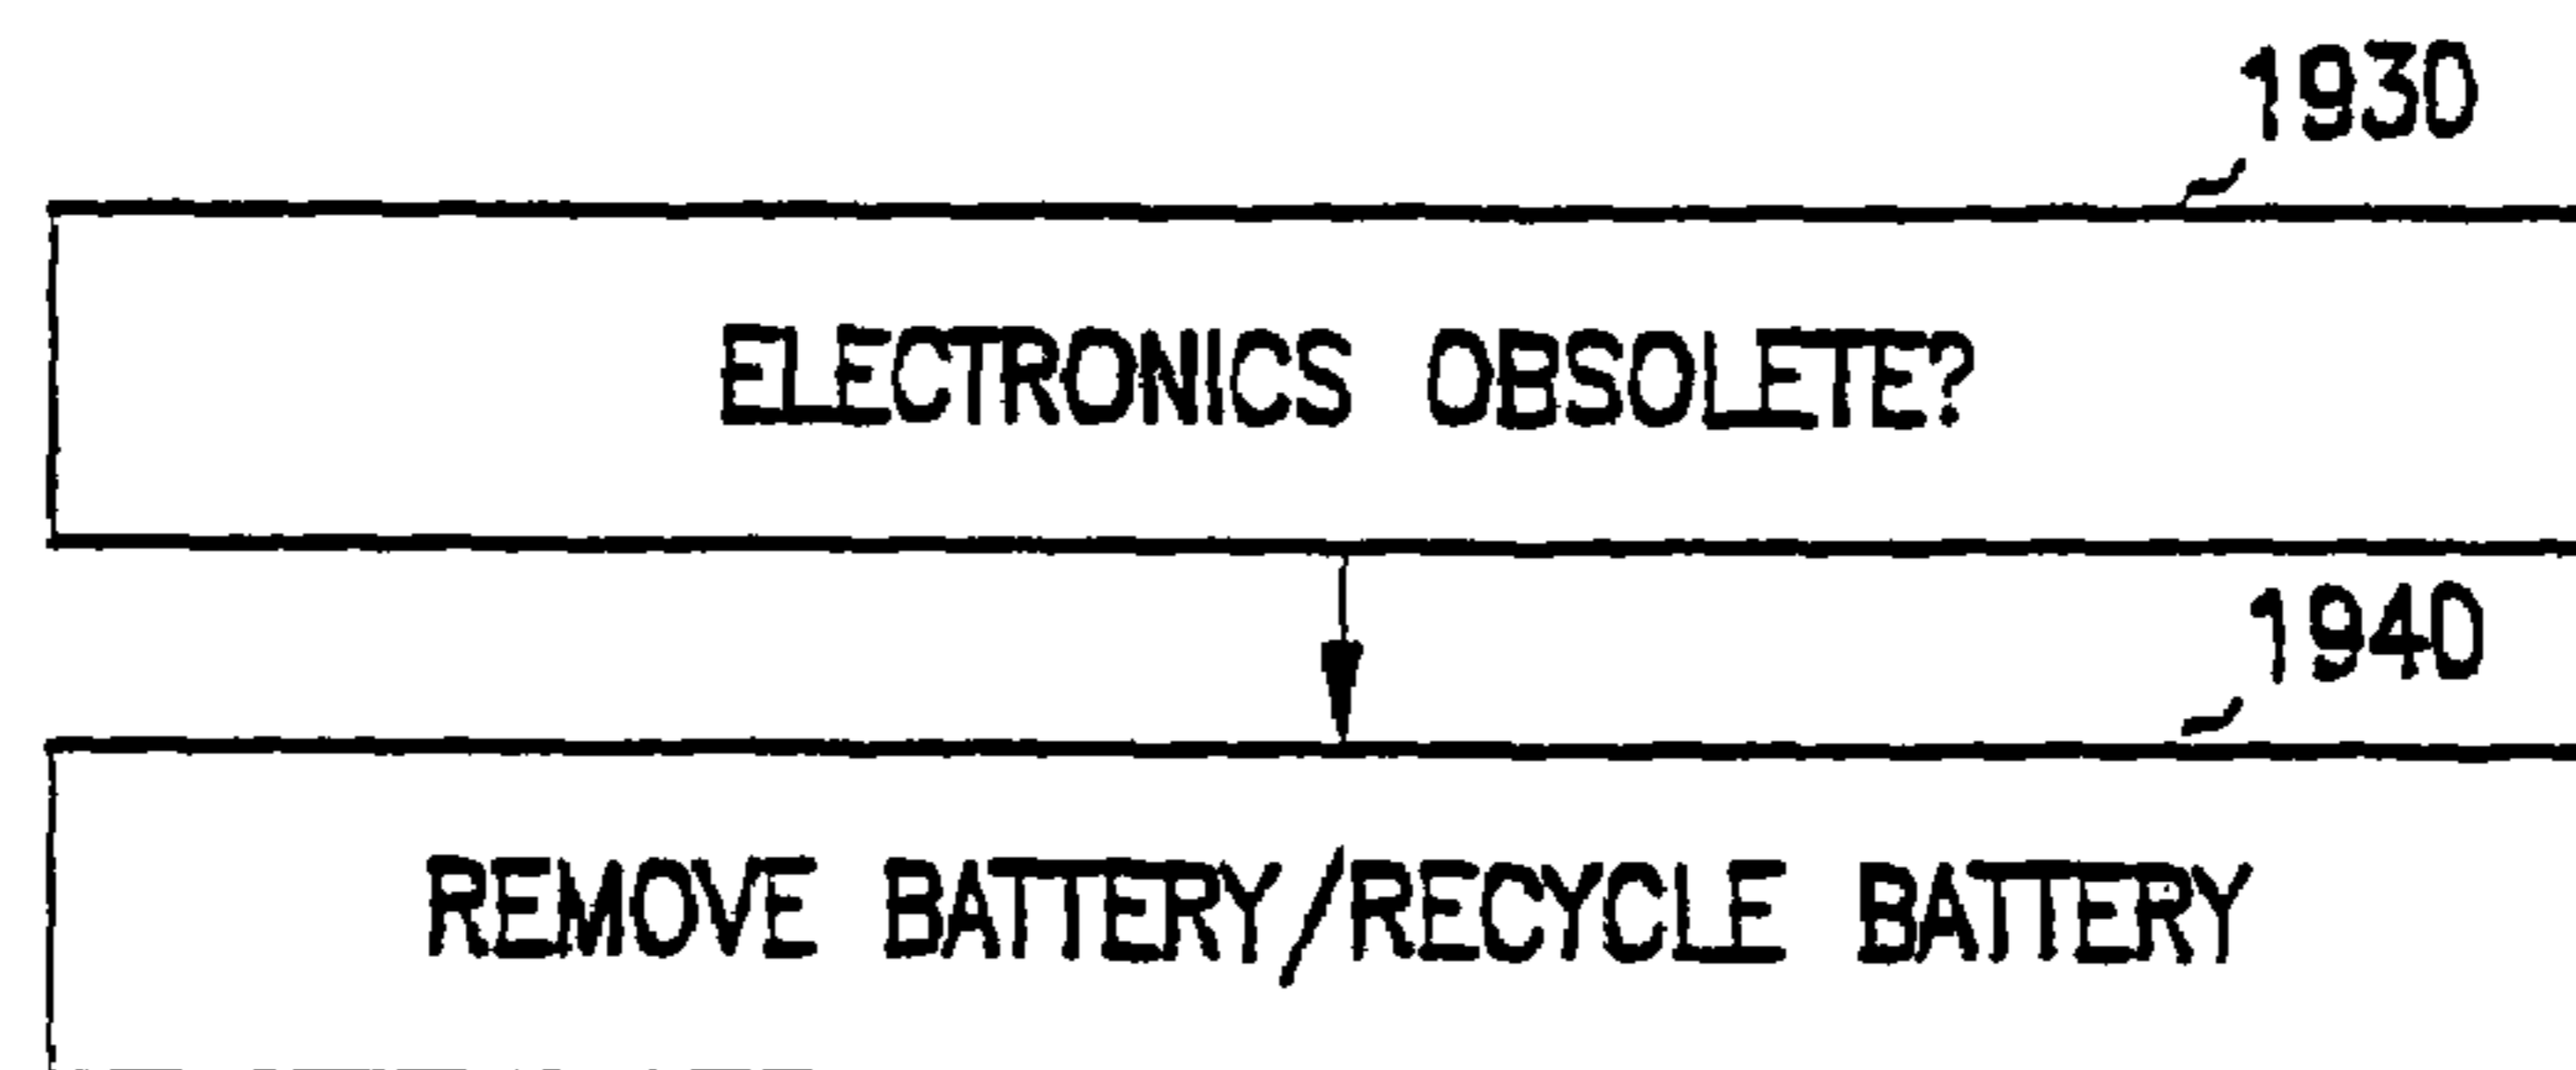 1930
ELECTRONICS OBSOLETE?
1940
REMOVE BATTERY/RECYCLE BATTERY